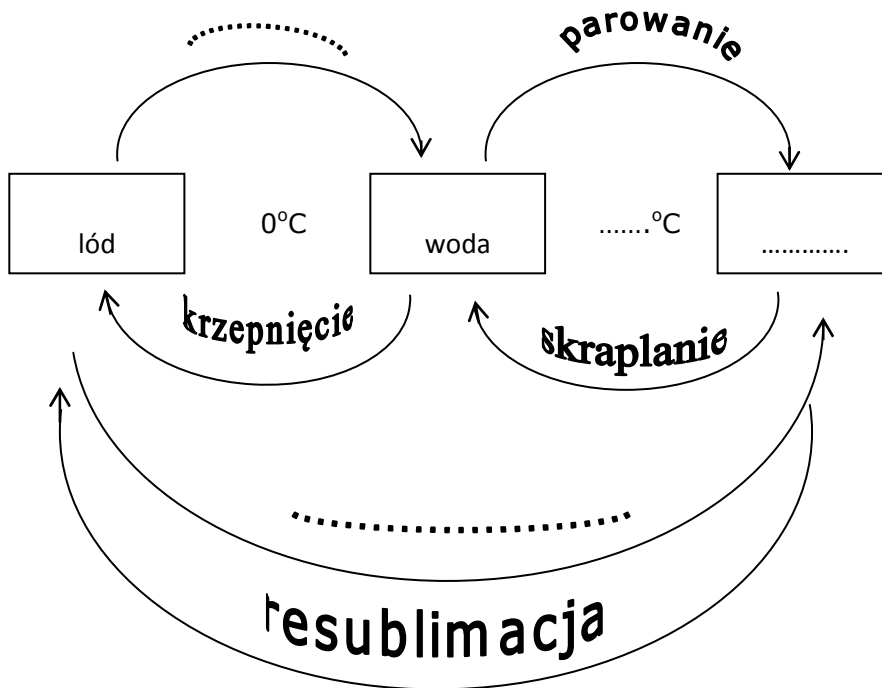 ....................
parowanie
lód
0°C
woda
.......°C
.............
krzepnięcie
skraplanie
..............................
resublimacja